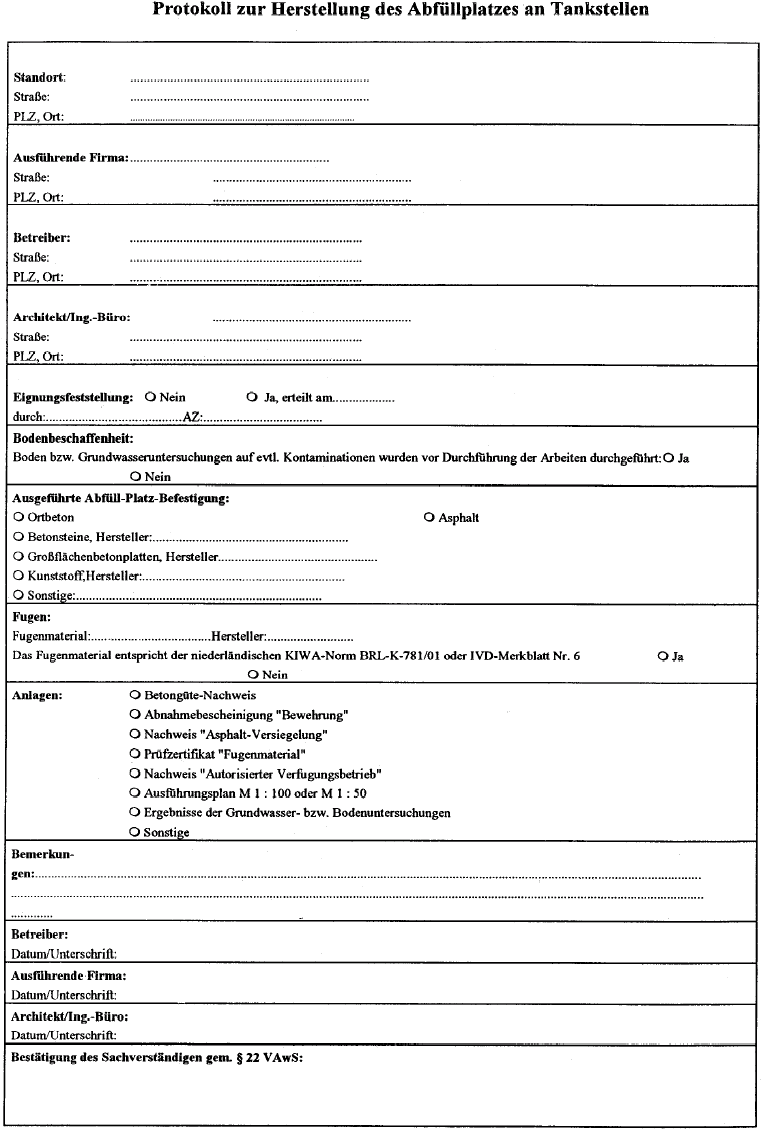 Protokoll zur Herstellung des Abfüllplatzes an Tankstellen
Standort: ................................................................................
Straße: ................................................................................
PLZ, Ort: ................................................................................
Ausführende Firma:............................................................
Straße: ............................................................
PLZ, Ort: ............................................................
Betreiber: ......................................................................
Straße: ......................................................................
PLZ, Ort: ......................................................................
Architekt/Ing.-Büro: ............................................................
Straße: ......................................................................
PLZ, Ort: ......................................................................
Eignungsfeststellung: O Nein O Ja, erteilt am...................
durch:..........................................AZ:....................................
Bodenbeschaffenheit:
Boden bzw. Grundwasseruntersuchungen auf evtl. Kontaminationen wurden vor Durchführung der Arbeiten durchgeführt: O Ja
O Nein
Ausgeführte Abfüll-Platz-Befestigung:
O Ortbeton O Asphalt
O Betonsteine, Hersteller:............................................................
O Großflächenbetonplatten, Hersteller.................................................
O Kunststoff,Hersteller:..............................................................
O Sonstige:...........................................................................
Fugen:
Fugenmaterial:....................................Hersteller:..........................
Das Fugenmaterial entspricht der niederländischen KIWA-Norm BRL-K-781/01 oder IVD-Merkblatt Nr. 6 O Ja
O Nein
Anlagen: O Betongüte-Nachweis
O Abnahmebescheinigung "Bewehrung"
O Nachweis "Asphalt-Versiegelung"
O Prüfzertifikat "Fugenmaterial"
O Nachweis "Autorisierter Verfugungsbetrieb"
O Ausführungsplan M 1 : 100 oder M 1 : 50
O Ergebnisse der Grundwasser- bzw. Bodenuntersuchungen
O Sonstige
Bemerkun-
gen:................................................................................
................................................................................
.............
Betreiber:
Datum/Unterschrift:
Ausführende Firma:
Datum/Unterschrift:
Architekt/Ing.-Büro:
Datum/Unterschrift:
Bestätigung des Sachverständigen gem. § 22 VAwS: